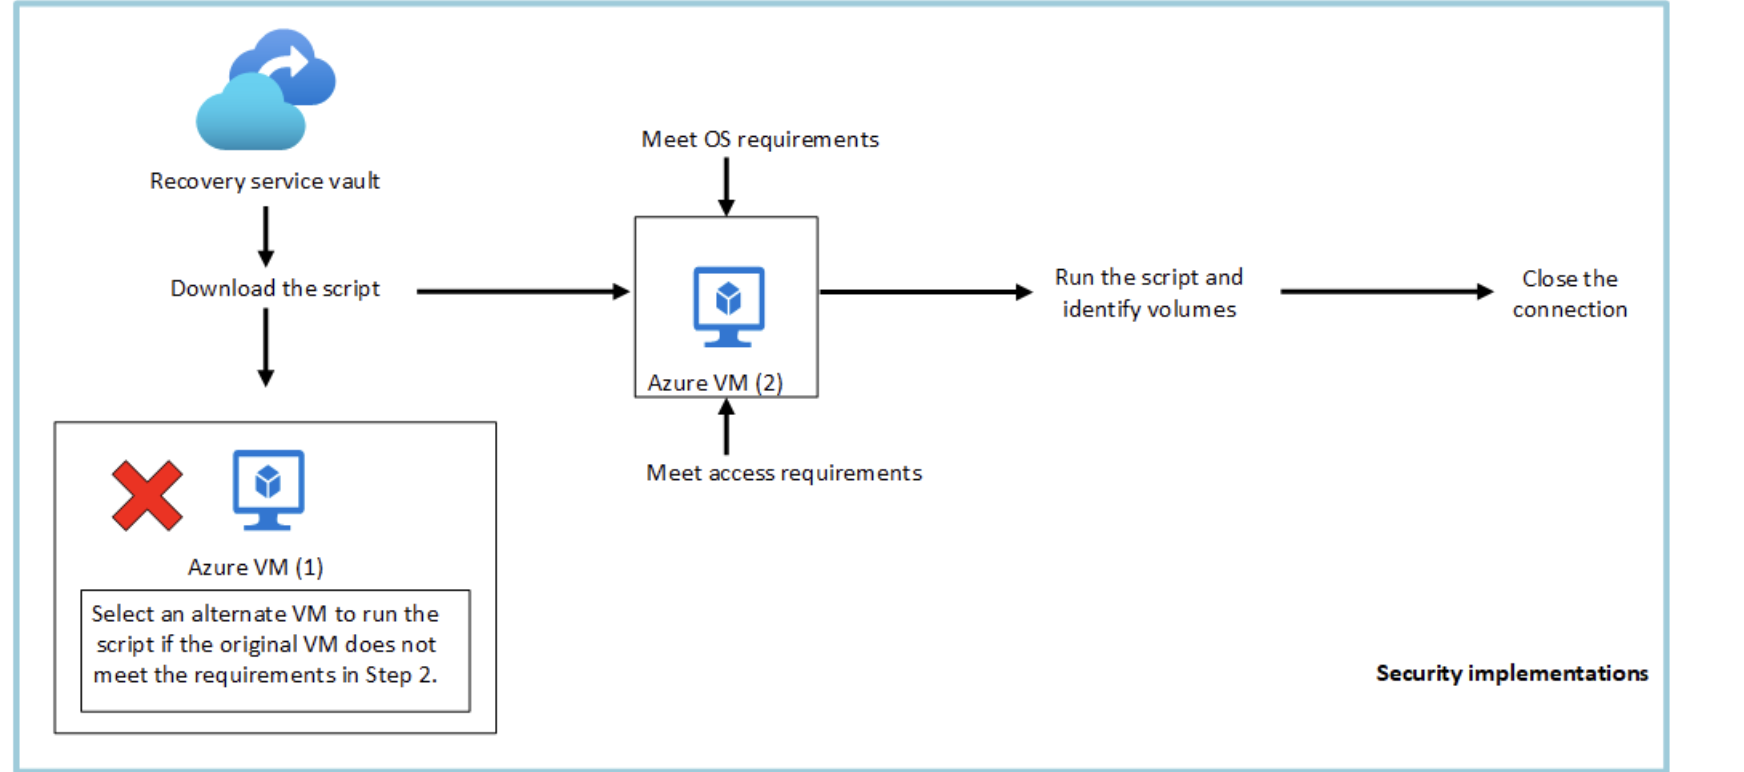 Recovery service vault
Download the script
Azure VM (1)
Select an alternate VM to run the
script if the original VM does not
meet the requirements in Step 2.
Meet OS requirements
Azure VM (2)
Meet access requirements
Run the script and
identify volumes
Close the
connection
Security implementations